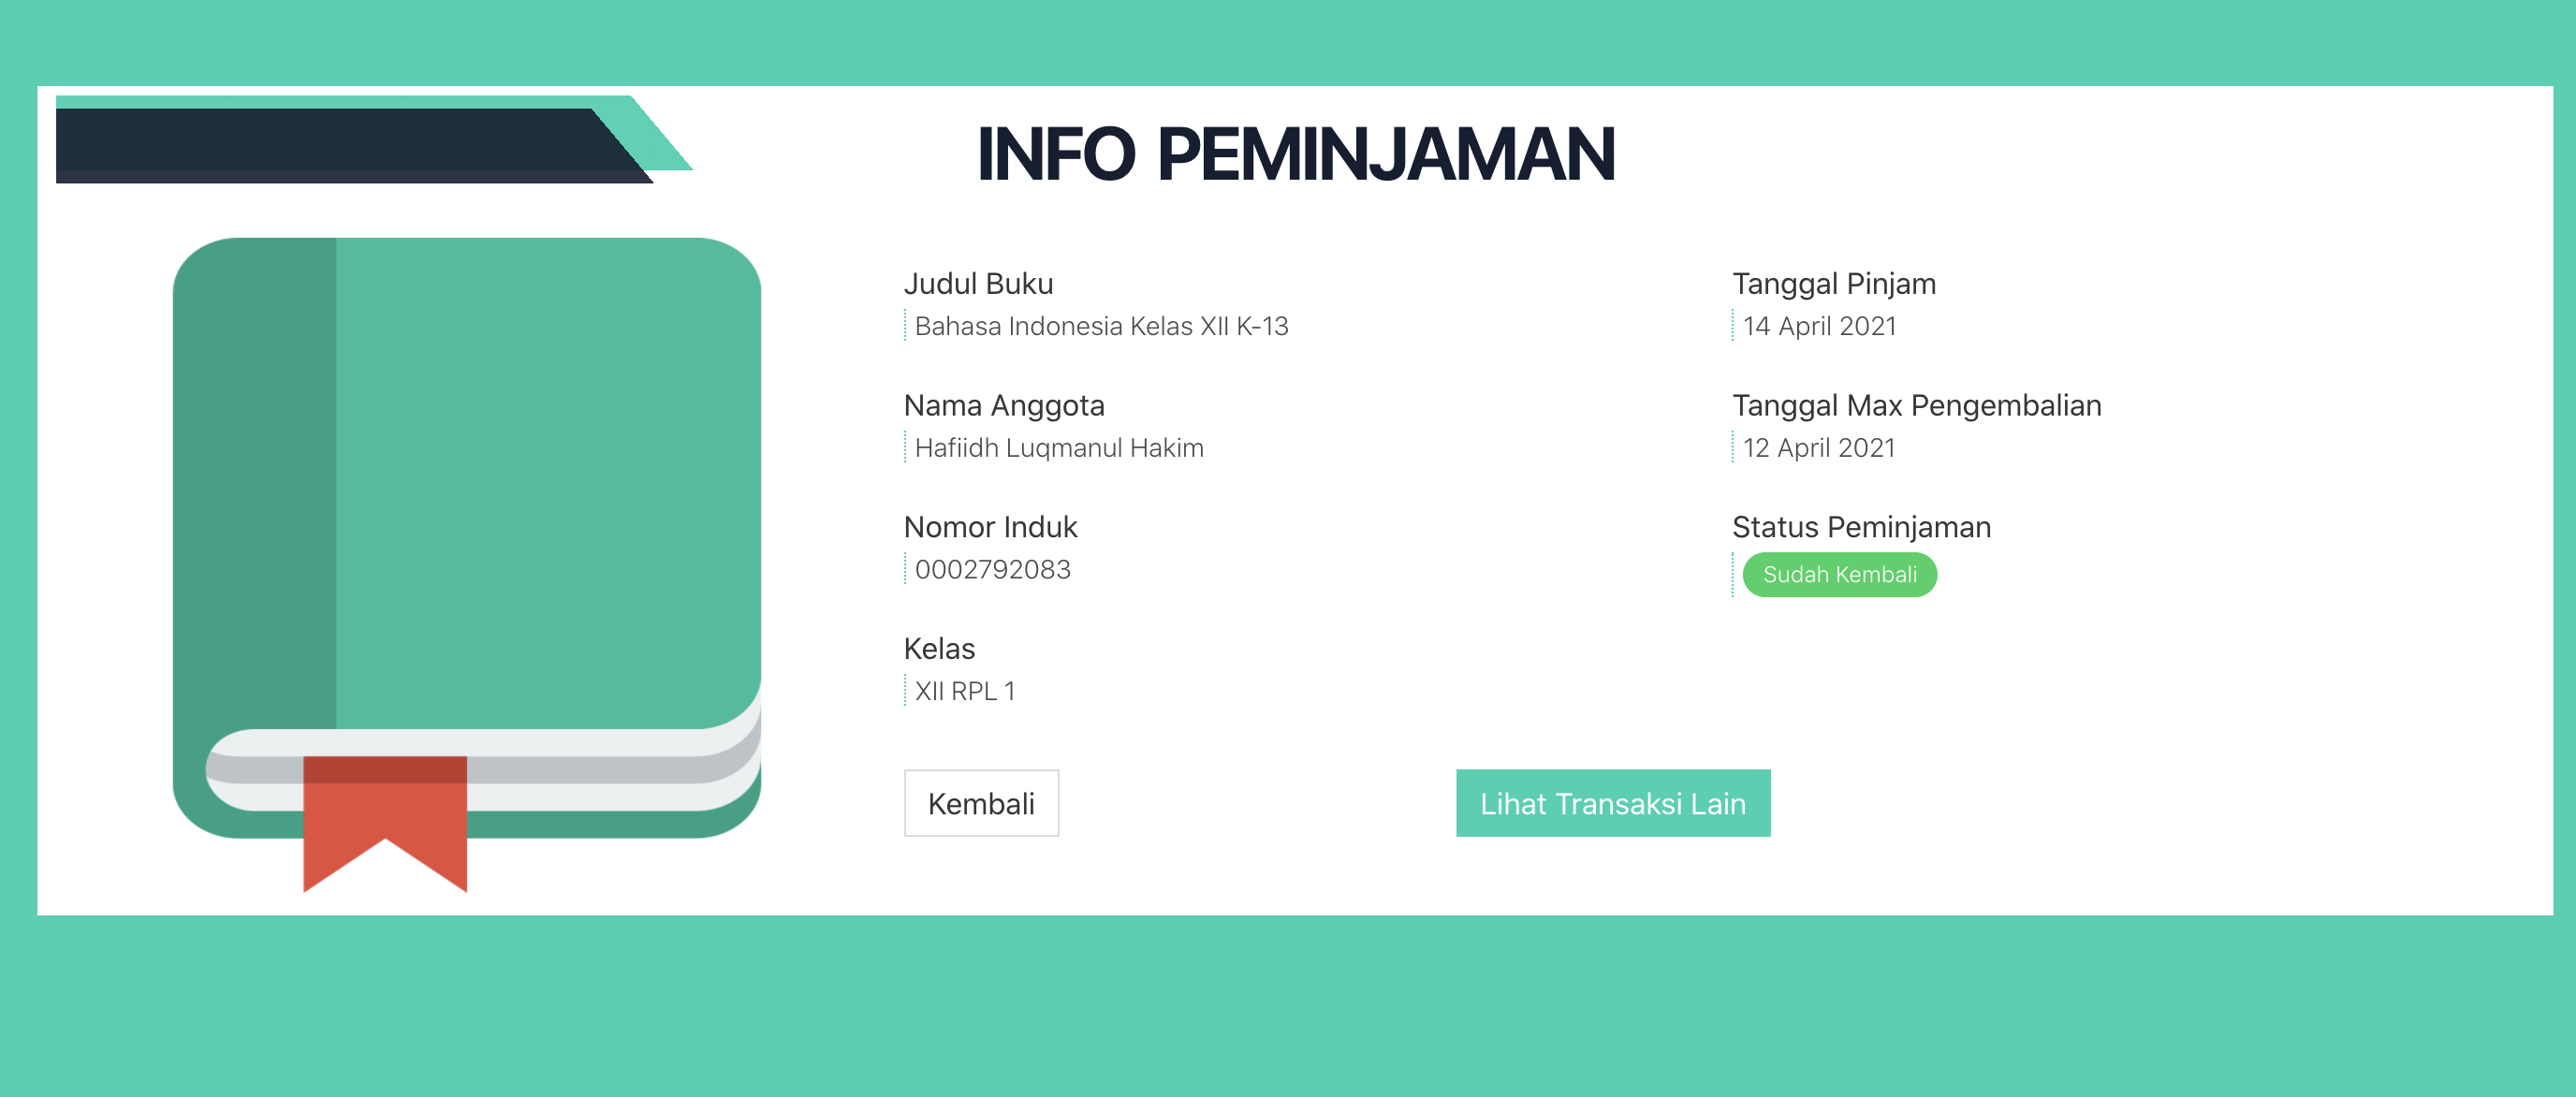 INFO PEMINJAMAN
Judul Buku
Bahasa Indonesia Kelas XII K-13
Nama Anggota
Hafiidh Luqmanul Hakim
Nomor Induk
0002792083
Kelas
XII RPL 1
Tanggal Pinjam
14 April 2021
Tanggal Max Pengembalian
12 April 2021
Status Peminjaman
Sudah Kembali
Kembali
Lihat Transaksi Lain